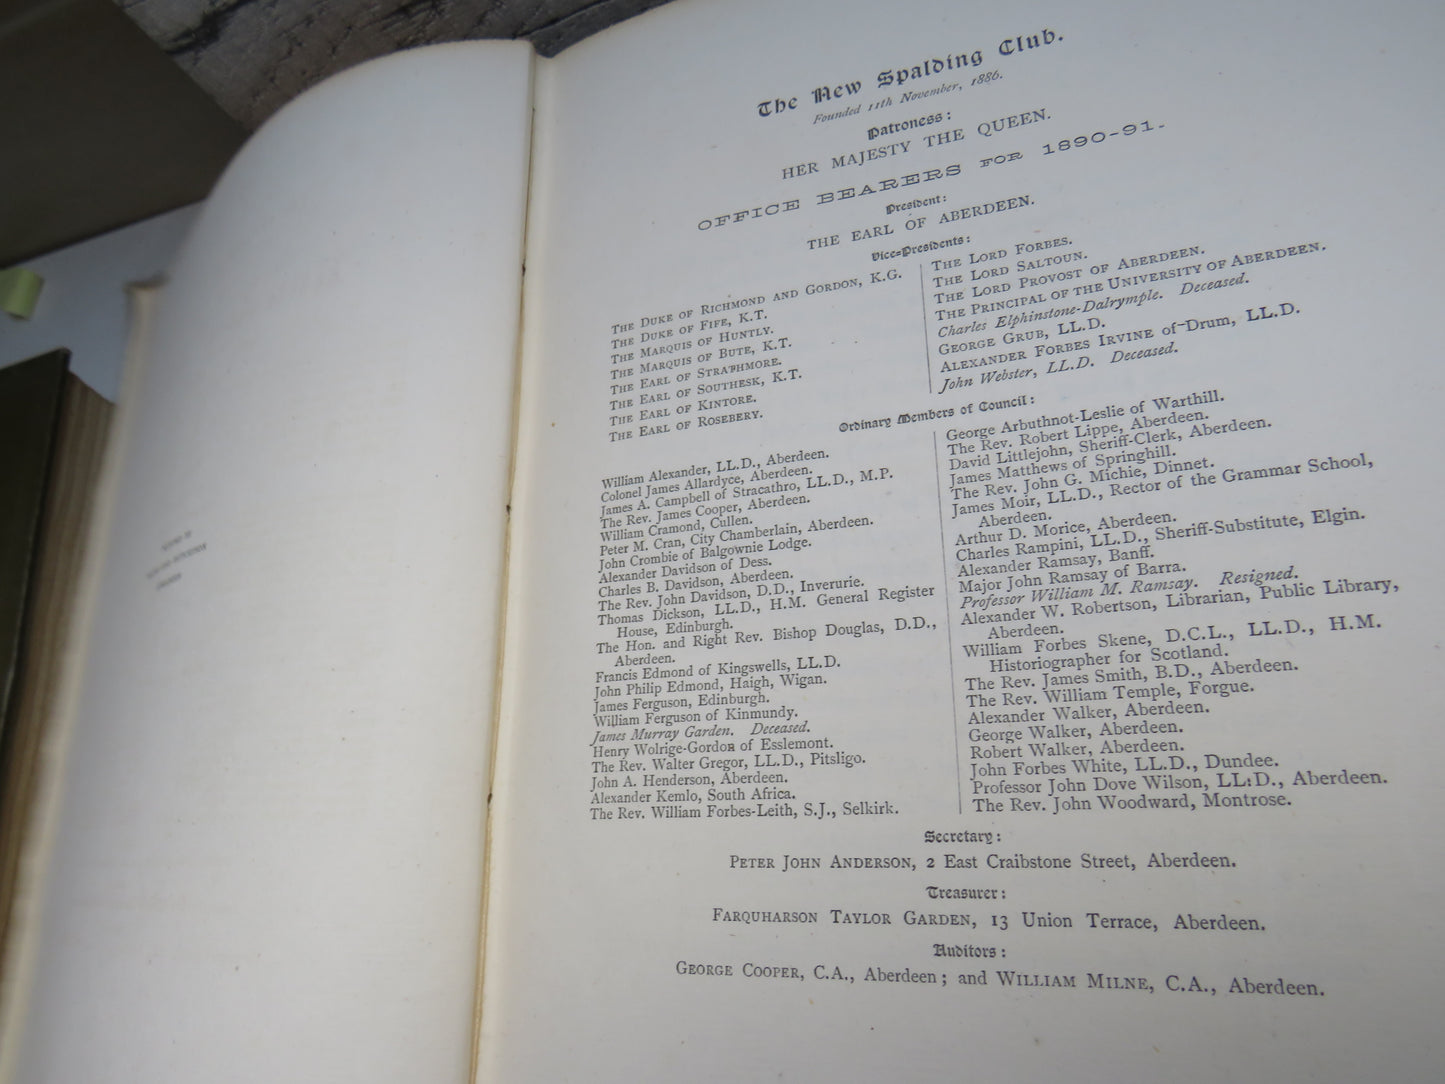 The New Spalding Club.
Founded 11th November, 1886.
Patroness:
HER MAJESTY THE QUEEN.
OFFICE BEARERS FOR 1890-91.
President:
THE EARL OF ABERDEEN.
Vice-Presidents:
THE DUKE OF RICHMOND AND GORDON, K.G.
THE DUKE OF FIFE, K.T.
THE MARQUIS OF HUNTLY.
THE MARQUIS OF BUTE, K.T.
THE EARL OF STRATHMORE.
THE EARL OF SOUTHESK, K.T.
THE EARL OF KINTORE.
THE EARL OF ROSEBERY.
THE LORD FORBES.
THE LORD SALTOUN.
THE LORD PROVOST OF ABERDEEN.
THE PRINCIPAL OF THE UNIVERSITY OF ABERDEEN.
Charles Elphinstone-Dalrymple. Deceased.
GEORGE GRUB, LL.D.
ALEXANDER FORBES IRVINE of Drum, LL.D.
John Webster, LL.D. Deceased.
Ordinary Members of Council:
William Alexander, LL.D., Aberdeen.
Colonel James Allardyce, Aberdeen.
James A. Campbell of Stracathro, LL.D., M.P.
The Rev. James Cooper, Aberdeen.
William Cramond, Cullen.
Peter M. Cran, City Chamberlain, Aberdeen.
John Crombie of Balgownie Lodge.
Alexander Davidson of Dess.
Charles B. Davidson, Aberdeen.
The Rev. John Davidson, D.D., Inverurie.
Thomas Dickson, LL.D., H.M. General Register
House, Edinburgh.
The Hon. and Right Rev. Bishop Douglas, D.D.,
Aberdeen.
Francis Edmond of Kingswells, LL.D.
John Philip Edmond, Haigh, Wigan.
James Ferguson, Edinburgh.
William Ferguson of Kinmundy.
James Murray Garden. Deceased.
Henry Wolrige-Gordon of Esslemont.
The Rev. Walter Gregor, LL.D., Pitsligo.
John A. Henderson, Aberdeen.
Alexander Kemlo, South Africa.
The Rev. William Forbes-Leith, S.J., Selkirk.
George Arbuthnot-Leslie of Warthill.
The Rev. Robert Lippe, Aberdeen.
David Littlejohn, Sheriff-Clerk, Aberdeen.
James Matthews of Springhill.
The Rev. John G. Michie, Dinnet.
James Moir, LL.D., Rector of the Grammar School,
Aberdeen.
Arthur D. Morice, Aberdeen.
Charles Rampini, LL.D., Sheriff-Substitute, Elgin.
Alexander Ramsay, Banff.
Major John Ramsay of Barra.
Professor William M. Ramsay. Resigned.
Alexander W. Robertson, Librarian, Public Library,
Aberdeen.
William Forbes Skene, D.C.L., LL.D., H.M.
Historiographer for Scotland.
The Rev. James Smith, B.D., Aberdeen.
The Rev. William Temple, Forgue.
Alexander Walker, Aberdeen.
George Walker, Aberdeen.
Robert Walker, Aberdeen.
John Forbes White, LL.D., Dundee.
Professor John Dove Wilson, LL.D., Aberdeen.
The Rev. John Woodward, Montrose.
Secretary:
PETER JOHN ANDERSON, 2 East Craibstone Street, Aberdeen.
Treasurer:
FARQUHARSON TAYLOR GARDEN, 13 Union Terrace, Aberdeen.
Auditors:
GEORGE COOPER, C.A., Aberdeen; and WILLIAM MILNE, C.A., Aberdeen.